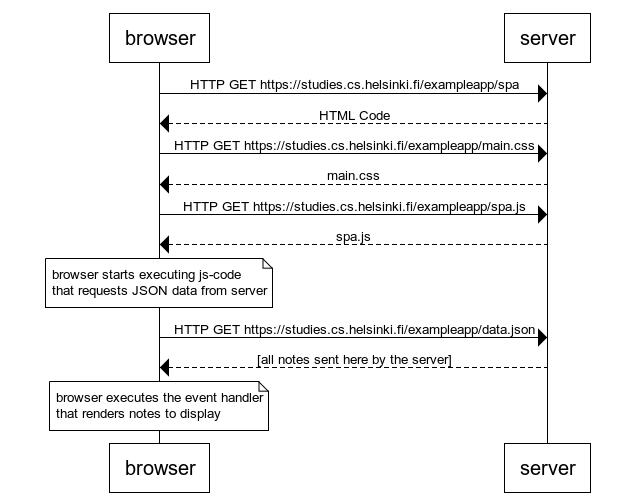 browser server
HTTP GET https://studies.cs.helsinki.fi/exampleapp/spa
HTML Code
HTTP GET https://studies.cs.helsinki.fi/exampleapp/main.css
main.css
HTTP GET https://studies.cs.helsinki.fi/exampleapp/spa.js
spa.js
browser starts executing js-code
that requests JSON data from server
HTTP GET https://studies.cs.helsinki.fi/exampleapp/data.json
[all notes sent here by the server]
browser executes the event handler
that renders notes to display
browser server